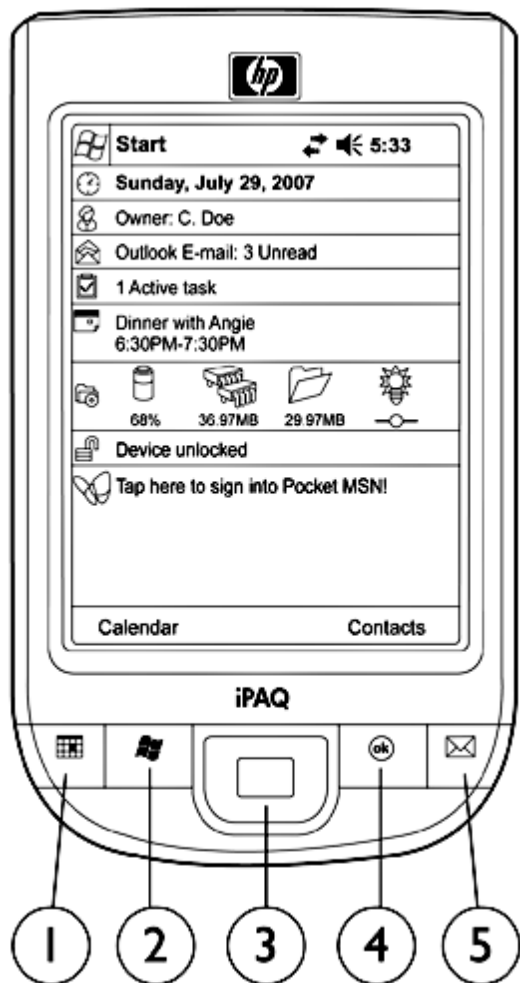 hp
Start 5:33
Sunday, July 29, 2007
Owner: C. Doe
Outlook E-mail: 3 Unread
1 Active task
Dinner with Angie
6:30PM-7:30PM
68% 36.97MB 29.97MB
Device unlocked
Tap here to sign into Pocket MSN!
Calendar Contacts
iPAQ
ok
1 2 3 4 5